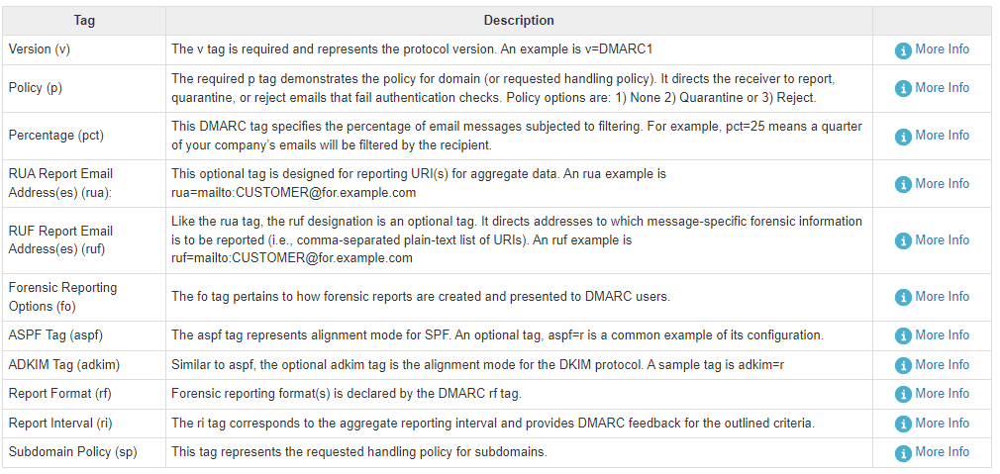 Tag Description
Version (v) The v tag is required and represents the protocol version. An example is v=DMARC1 More Info
Policy (p) The required p tag demonstrates the policy for domain (or requested handling policy). It directs the receiver to report,
quarantine, or reject emails that fail authentication checks. Policy options are: 1) None 2) Quarantine or 3) Reject. More Info
Percentage (pct) This DMARC tag specifies the percentage of email messages subjected to filtering. For example, pct=25 means a quarter
of your company’s emails will be filtered by the recipient. More Info
RUA Report Email
Address(es) (rua): This optional tag is designed for reporting URI(s) for aggregate data. An rua example is
rua=mailto:CUSTOMER@for.example.com More Info
RUF Report Email
Address(es) (ruf) Like the rua tag, the ruf designation is an optional tag. It directs addresses to which message-specific forensic information
is to be reported (i.e., comma-separated plain-text list of URIs). An ruf example is
ruf=mailto:CUSTOMER@for.example.com More Info
Forensic Reporting
Options (fo) The fo tag pertains to how forensic reports are created and presented to DMARC users. More Info
ASPF Tag (aspf) The aspf tag represents alignment mode for SPF. An optional tag, aspf=r is a common example of its configuration. More Info
ADKIM Tag (adkim) Similar to aspf, the optional adkim tag is the alignment mode for the DKIM protocol. A sample tag is adkim=r More Info
Report Format (rf) Forensic reporting format(s) is declared by the DMARC rf tag. More Info
Report Interval (ri) The ri tag corresponds to the aggregate reporting interval and provides DMARC feedback for the outlined criteria. More Info
Subdomain Policy (sp) This tag represents the requested handling policy for subdomains. More Info